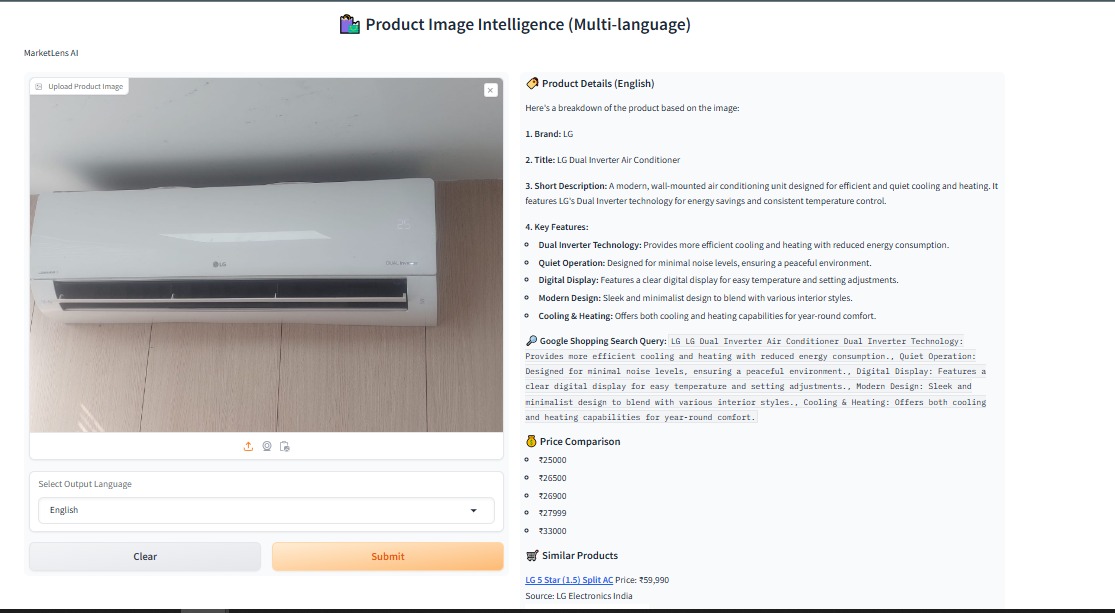 Product Image Intelligence (Multi-language)
MarketLens AI
Upload Product Image
25
LG
DUAL Inverter
Select Output Language
English
Clear
Submit
Product Details (English)
Here's a breakdown of the product based on the image:
1. Brand: LG
2. Title: LG Dual Inverter Air Conditioner
3. Short Description: A modern, wall-mounted air conditioning unit designed for efficient and quiet cooling and heating. It
features LG's Dual Inverter technology for energy savings and consistent temperature control.
4. Key Features:
Dual Inverter Technology: Provides more efficient cooling and heating with reduced energy consumption.
Quiet Operation: Designed for minimal noise levels, ensuring a peaceful environment.
Digital Display: Features a clear digital display for easy temperature and setting adjustments.
Modern Design: Sleek and minimalist design to blend with various interior styles.
Cooling & Heating: Offers both cooling and heating capabilities for year-round comfort.
Google Shopping Search Query: LG LG Dual Inverter Air Conditioner Dual Inverter Technology:
Provides more efficient cooling and heating with reduced energy consumption., Quiet Operation:
Designed for minimal noise levels, ensuring a peaceful environment., Digital Display: Features a
clear digital display for easy temperature and setting adjustments., Modern Design: Sleek and
minimalist design to blend with various interior styles., Cooling & Heating: Offers both cooling
and heating capabilities for year-round comfort.
Price Comparison
₹25000
₹26500
₹26900
₹27999
₹33000
Similar Products
LG 5 Star (1.5) Split AC Price: ₹59,990
Source: LG Electronics India